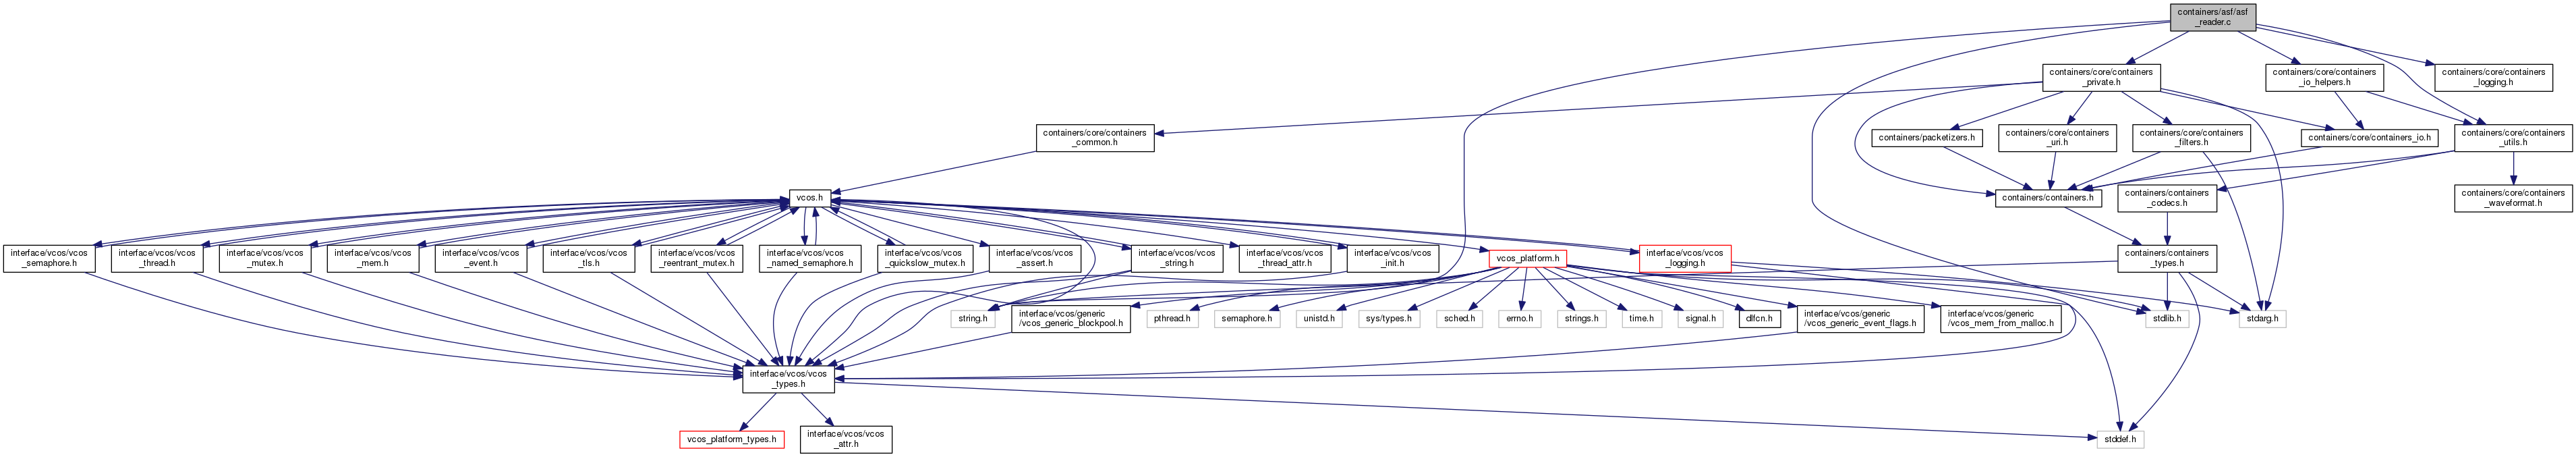 containers/asf/asf
_reader.c
containers/core/containers
_private.h
containers/core/containers
_io_helpers.h
containers/core/containers
_logging.h
containers/core/containers
_common.h
containers/packetizers.h
containers/core/containers
_uri.h
containers/core/containers
_filters.h
containers/core/containers_io.h
containers/core/containers
_utils.h
vcos.h
containers/containers.h
containers/containers
_codecs.h
containers/core/containers
_waveformat.h
interface/vcos/vcos
_semaphore.h
interface/vcos/vcos
_thread.h
interface/vcos/vcos
_mutex.h
interface/vcos/vcos
_mem.h
interface/vcos/vcos
_event.h
interface/vcos/vcos
_tls.h
interface/vcos/vcos
_reentrant_mutex.h
interface/vcos/vcos
_named_semaphore.h
interface/vcos/vcos
_quickslow_mutex.h
interface/vcos/vcos
_assert.h
interface/vcos/vcos
_string.h
interface/vcos/vcos
_thread_attr.h
interface/vcos/vcos
_init.h
vcos_platform.h
interface/vcos/vcos
_logging.h
containers/containers
_types.h
string.h
interface/vcos/generic
/vcos_generic_blockpool.h
pthread.h
semaphore.h
unistd.h
sys/types.h
sched.h
errno.h
strings.h
time.h
signal.h
dlfcn.h
interface/vcos/generic
/vcos_generic_event_flags.h
interface/vcos/generic
/vcos_mem_from_malloc.h
stdlib.h
stdarg.h
interface/vcos/vcos
_types.h
vcos_platform_types.h
interface/vcos/vcos
_attr.h
stddef.h